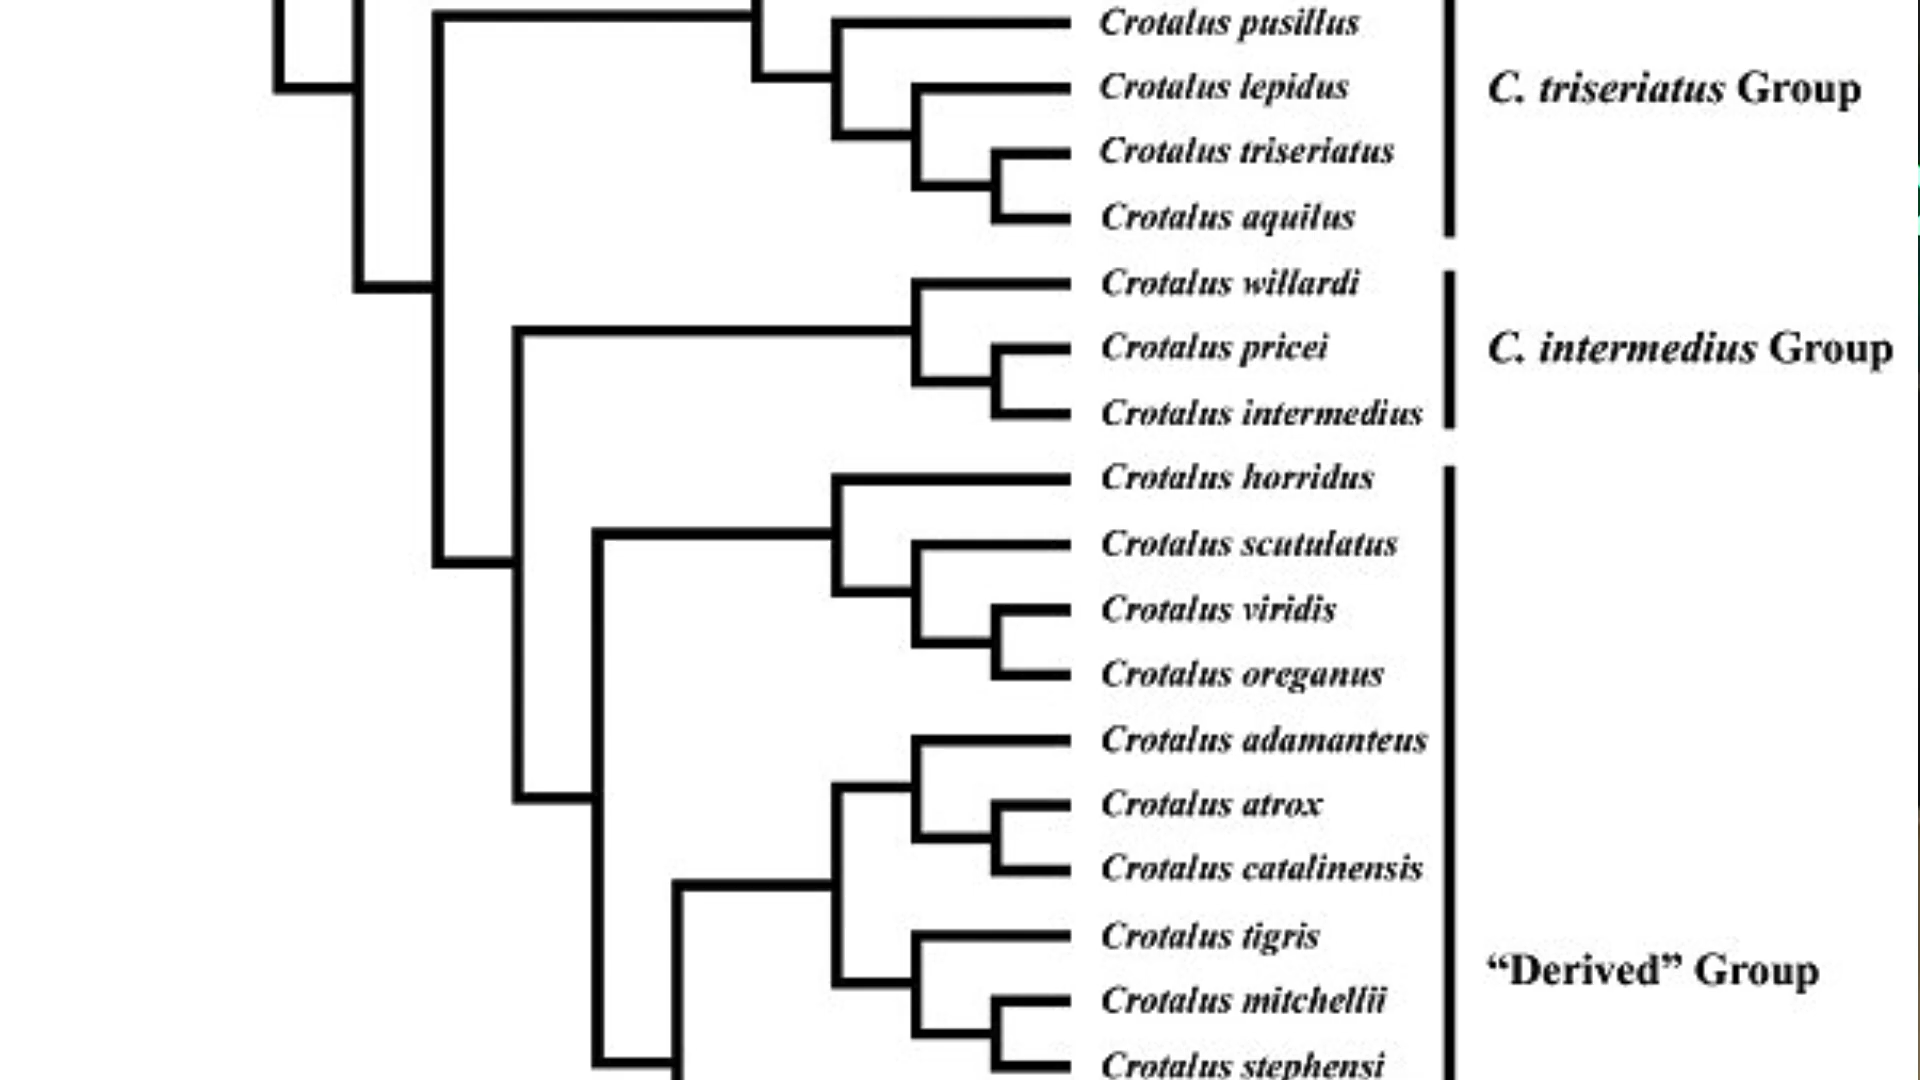 Crotalus pusillus
Crotalus lepidus
C. triseriatus Group
Crotalus triseriatus
Crotalus aquilus
Crotalus willardi
Crotalus pricei
C. intermedius Group
Crotalus intermedius
Crotalus horridus
Crotalus scutulatus
Crotalus viridis
Crotalus oreganus
Crotalus adamanteus
Crotalus atrox
Crotalus catalinensis
Crotalus tigris
“Derived” Group
Crotalus mitchellii
Crotalus stephensi